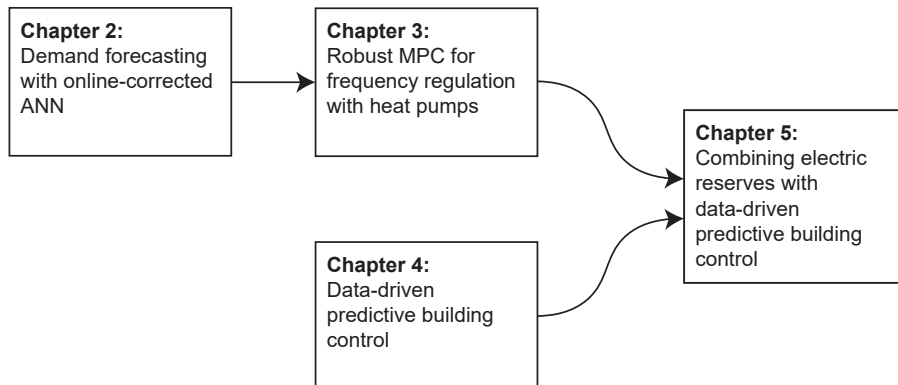 Chapter 2:
Demand forecasting
with online-corrected
ANN
Chapter 3:
Robust MPC for
frequency regulation
with heat pumps
Chapter 4:
Data-driven
predictive building
control
Chapter 5:
Combining electric
reserves with
data-driven
predictive building
control